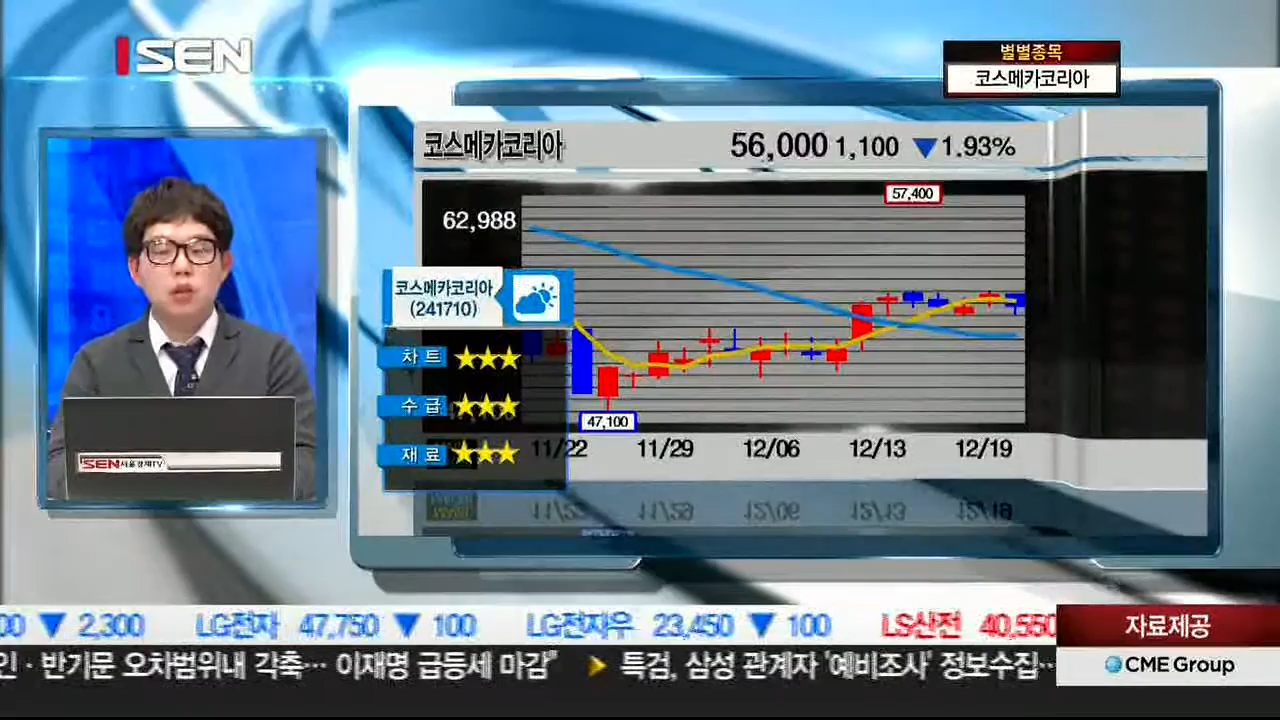 SEN
별별종목
코스메카코리아
코스메카코리아 56,000 1,100 ▼1.93%
57,400
62,988
코스메카코리아
(241710)
차트 ★★★
수급 ★★★
재료 ★★★
47,100
11/22 11/29 12/06 12/13 12/19
SEN서울경제TV
00 ▼ 2,300 LG전자 47,750 ▼ 100 LG전자우 23,450 ▼ 100 LS산전 40,550
자료제공
인·반기문 오차범위내 각축… 이재명 급등세 마감" ▶ 특검, 삼성 관계자 '예비조사' 정보수집…
CME Group